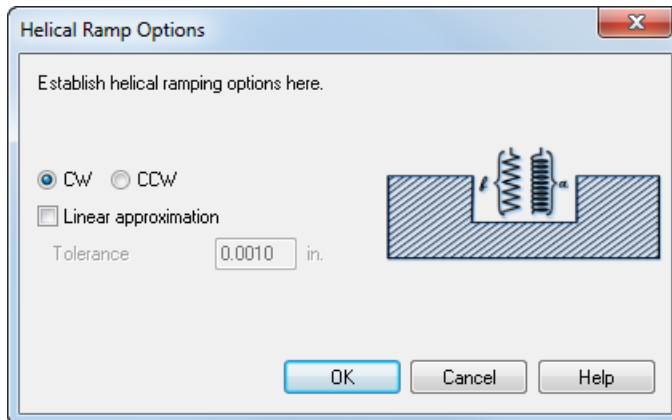 Helical Ramp Options
Establish helical ramping options here.
CW CCW
Linear approximation
Tolerance 0.0010 in.
OK Cancel Help